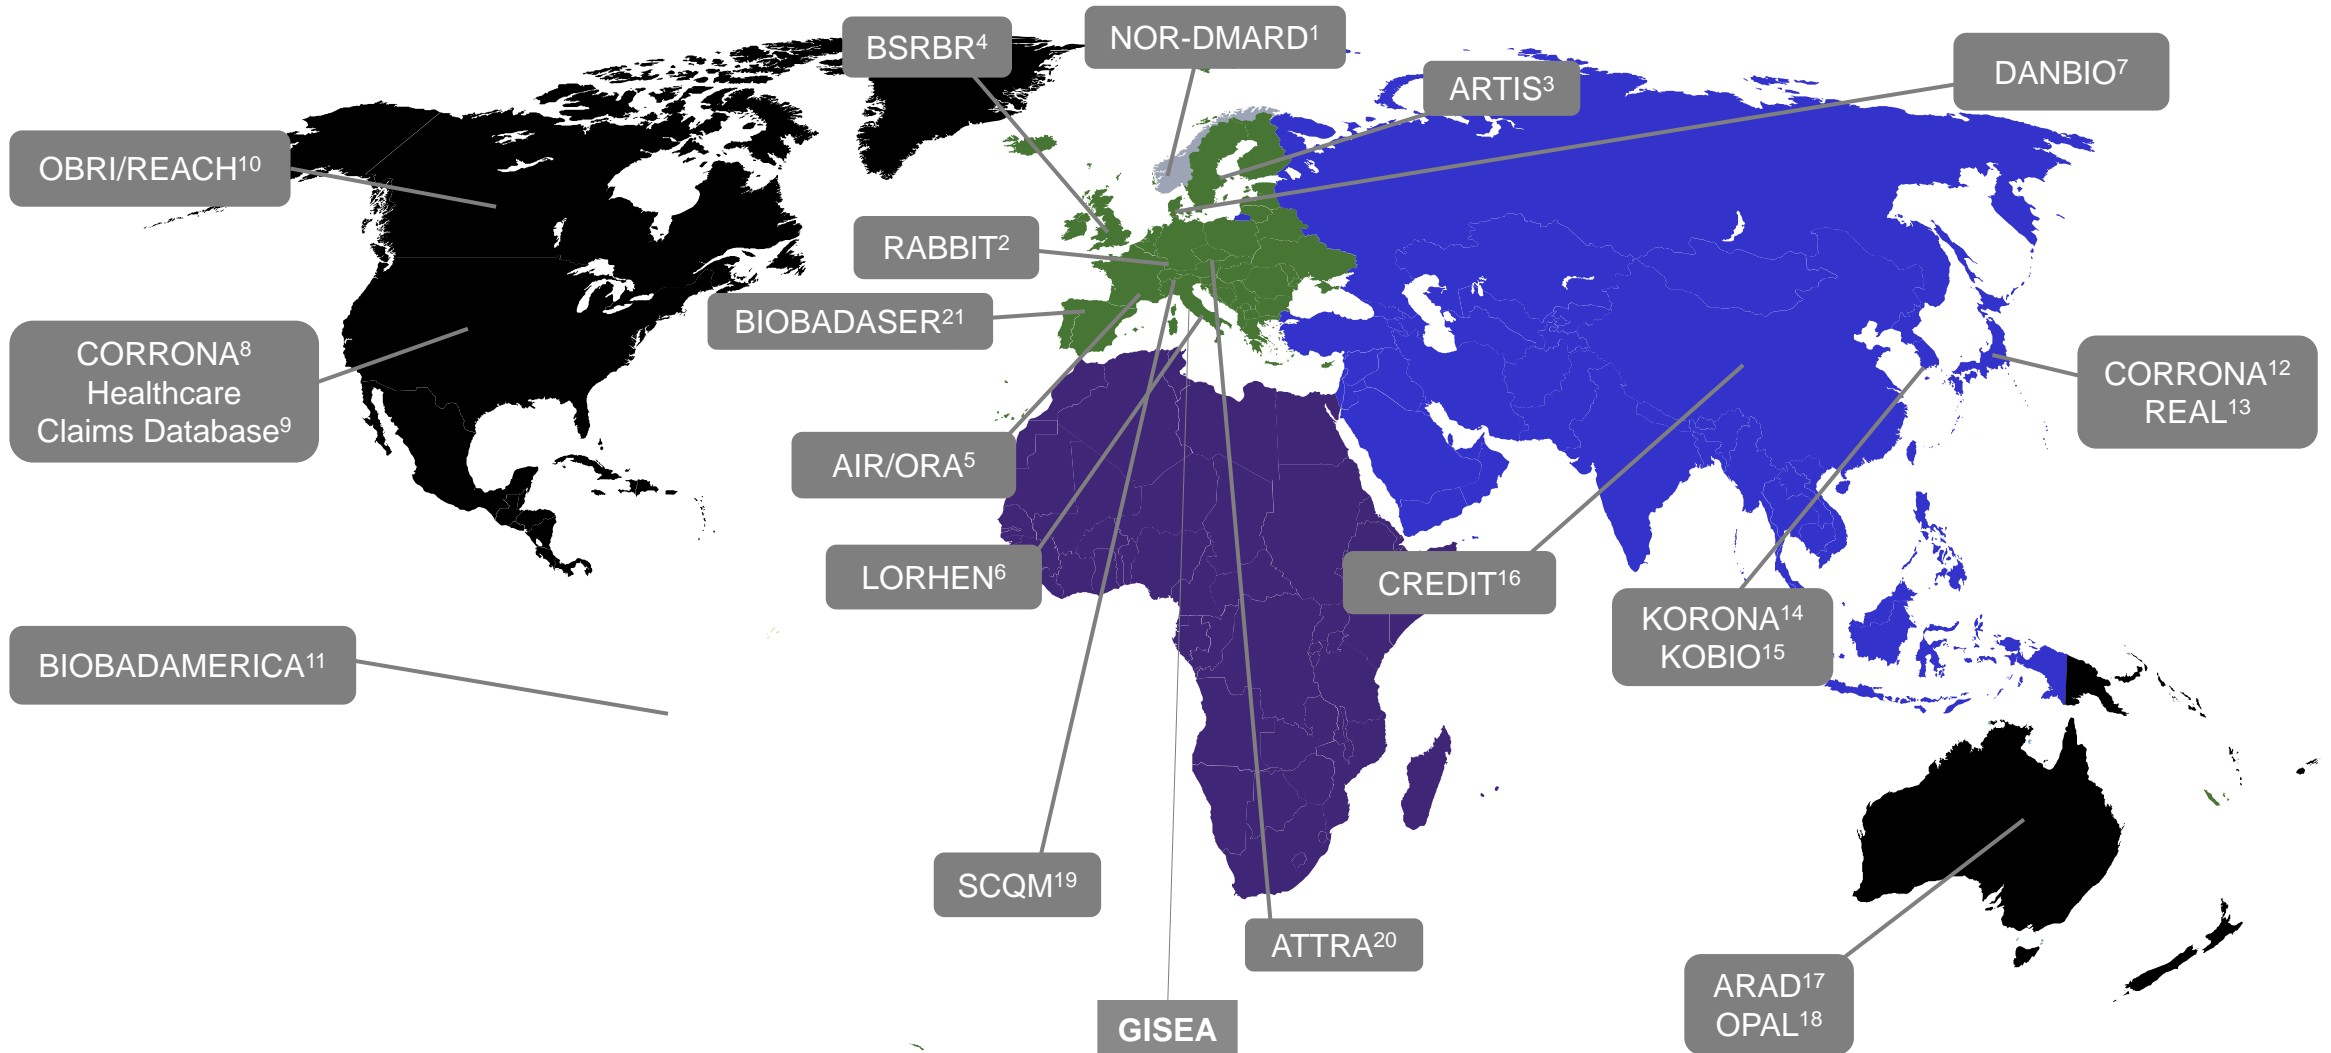 BSRBR⁴
NOR-DMARD¹
ARTIS³
DANBIO⁷
OBRI/REACH¹⁰
RABBIT²
BIOBADASER²¹
CORRONA⁸
Healthcare
Claims Database⁹
CORRONA¹²
REAL¹³
AIR/ORA⁵
LORHEN⁶
CREDIT¹⁶
KORONA¹⁴
KOBIO¹⁵
BIOBADAMERICA¹¹
SCQM¹⁹
ATTRA²⁰
ARAD¹⁷
OPAL¹⁸
GISEA